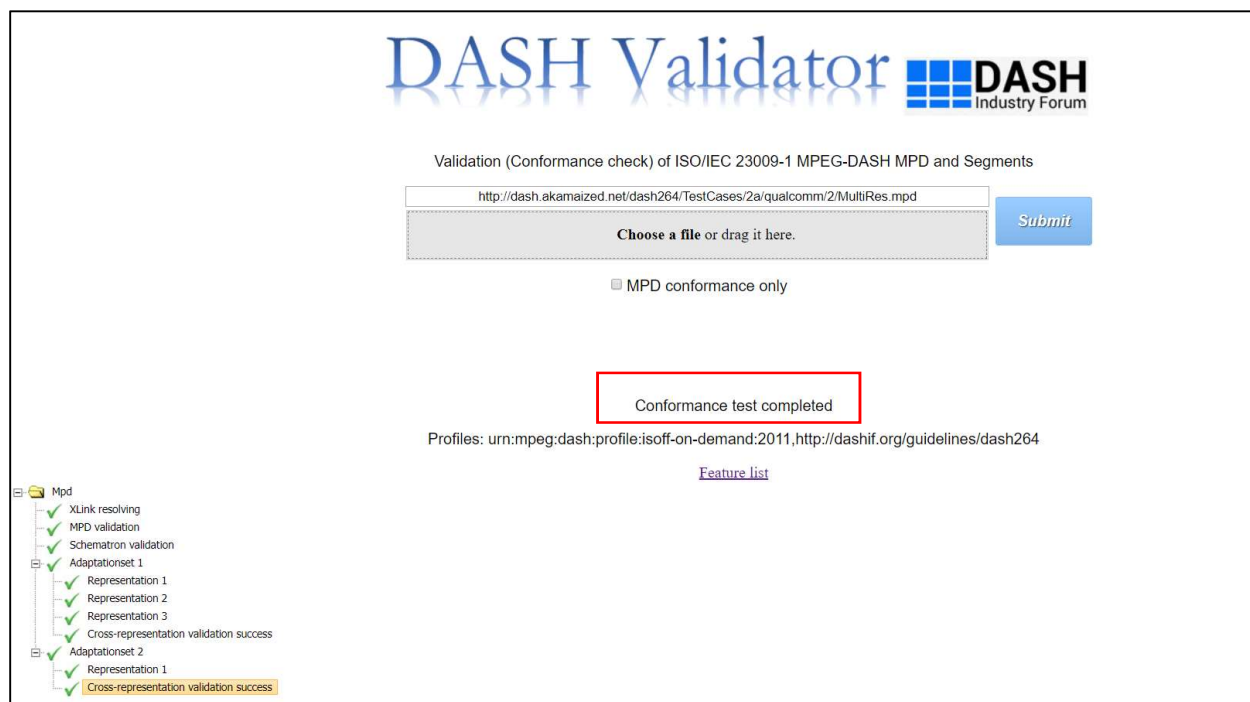 DASH Validator
DASH
Industry Forum
Validation (Conformance check) of ISO/IEC 23009-1 MPEG-DASH MPD and Segments
http://dash.akamaized.net/dash264/TestCases/2a/qualcomm/2/MultiRes.mpd
Submit
Choose a file or drag it here.
MPD conformance only
Conformance test completed
Profiles: urn:mpeg:dash:profile:isoff-on-demand:2011,http://dashif.org/guidelines/dash264
Feature list
Mpd
XLink resolving
MPD validation
Schematron validation
Adaptationset 1
Representation 1
Representation 2
Representation 3
Cross-representation validation success
Adaptationset 2
Representation 1
Cross-representation validation success